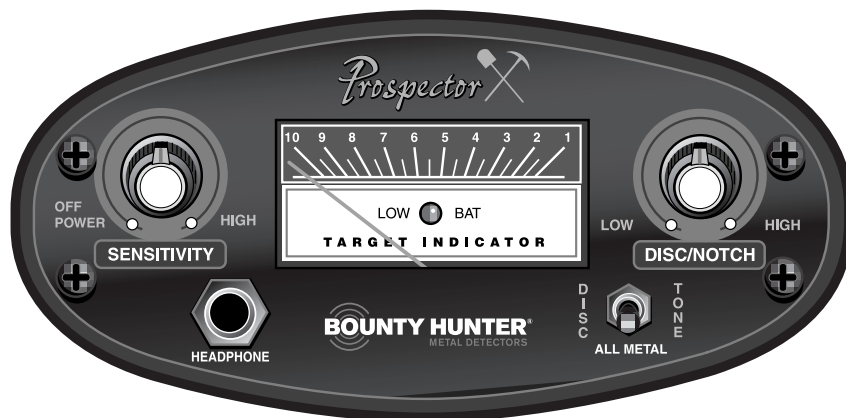 Prospector
10 9 8 7 6 5 4 3 2 1
OFF
POWER
HIGH
SENSITIVITY
LOW BAT
TARGET INDICATOR
LOW
HIGH
DISC/NOTCH
HEADPHONE
BOUNTY HUNTER®
METAL DETECTORS
DISC
TONE
ALL METAL